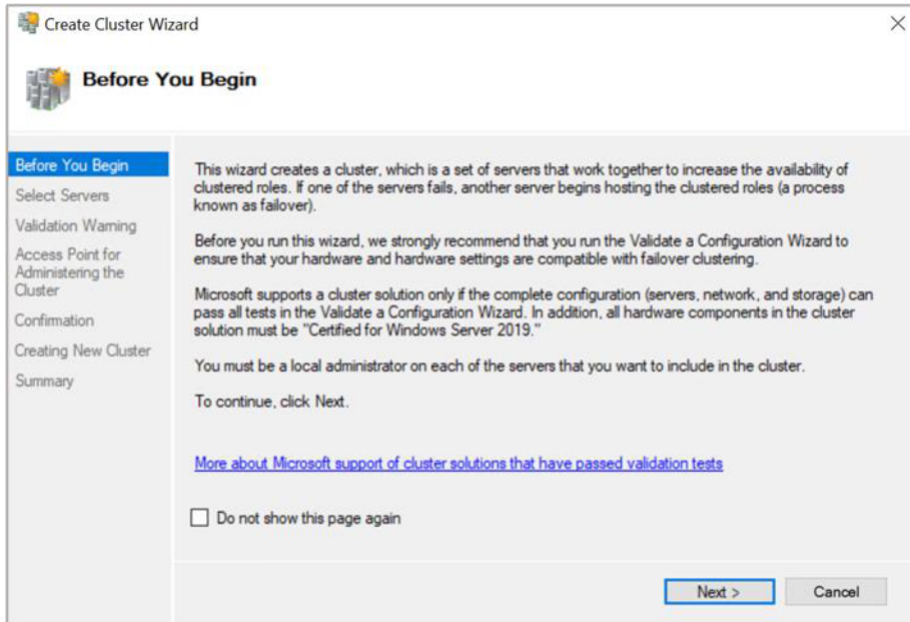 Create Cluster Wizard
Before You Begin
Before You Begin
Select Servers
Validation Warning
Access Point for
Administering the
Cluster
Confirmation
Creating New Cluster
Summary
This wizard creates a cluster, which is a set of servers that work together to increase the availability of
clustered roles. If one of the servers fails, another server begins hosting the clustered roles (a process
known as failover).
Before you run this wizard, we strongly recommend that you run the Validate a Configuration Wizard to
ensure that your hardware and hardware settings are compatible with failover clustering.
Microsoft supports a cluster solution only if the complete configuration (servers, network, and storage) can
pass all tests in the Validate a Configuration Wizard. In addition, all hardware components in the cluster
solution must be "Certified for Windows Server 2019."
You must be a local administrator on each of the servers that you want to include in the cluster.
To continue, click Next.
More about Microsoft support of cluster solutions that have passed validation tests
Do not show this page again
Next >
Cancel